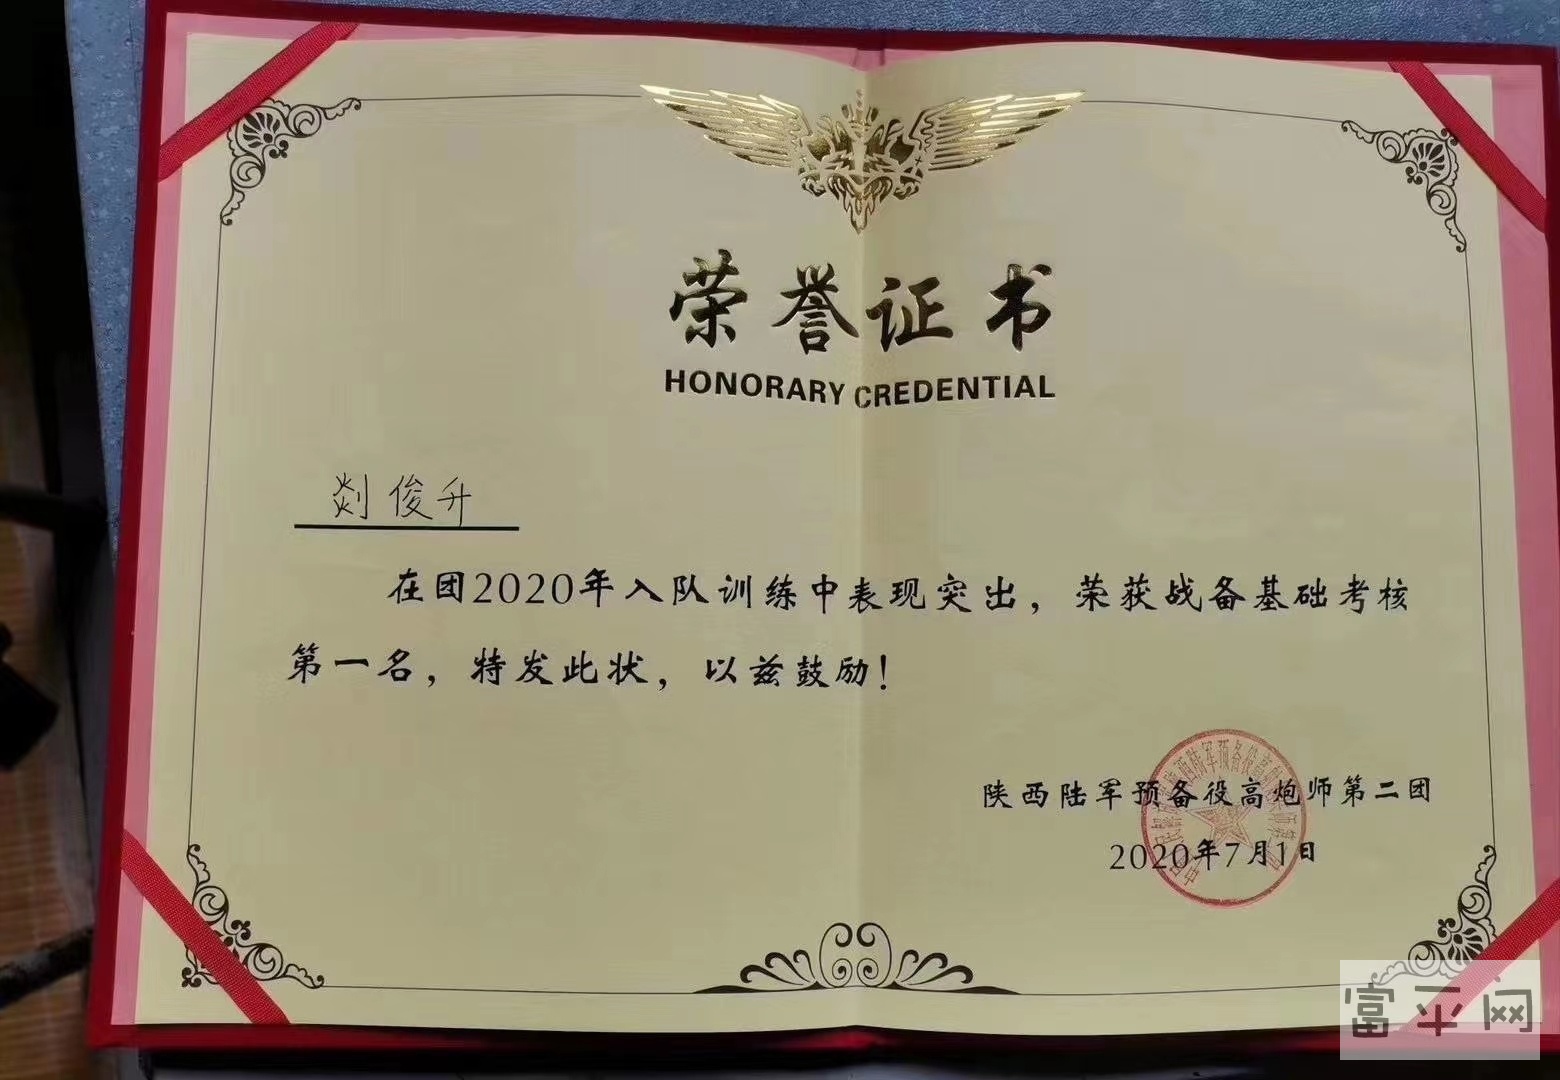 荣誉证书
HONORARY CREDENTIAL
剡俊升
在团2020年入队训练中表现突出，荣获战备基础考核
第一名，特发此状，以兹鼓励！
陕西陆军预备役高炮师第二团
2020年7月1日
富平网